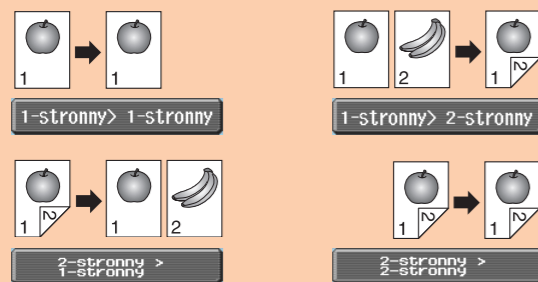 1 1
1-stronny> 1-stronny
1 2 1 2
1-stronny> 2-stronny
1 2 1 2
2-stronny >
1-stronny
1 2 1 2
2-stronny >
2-stronny